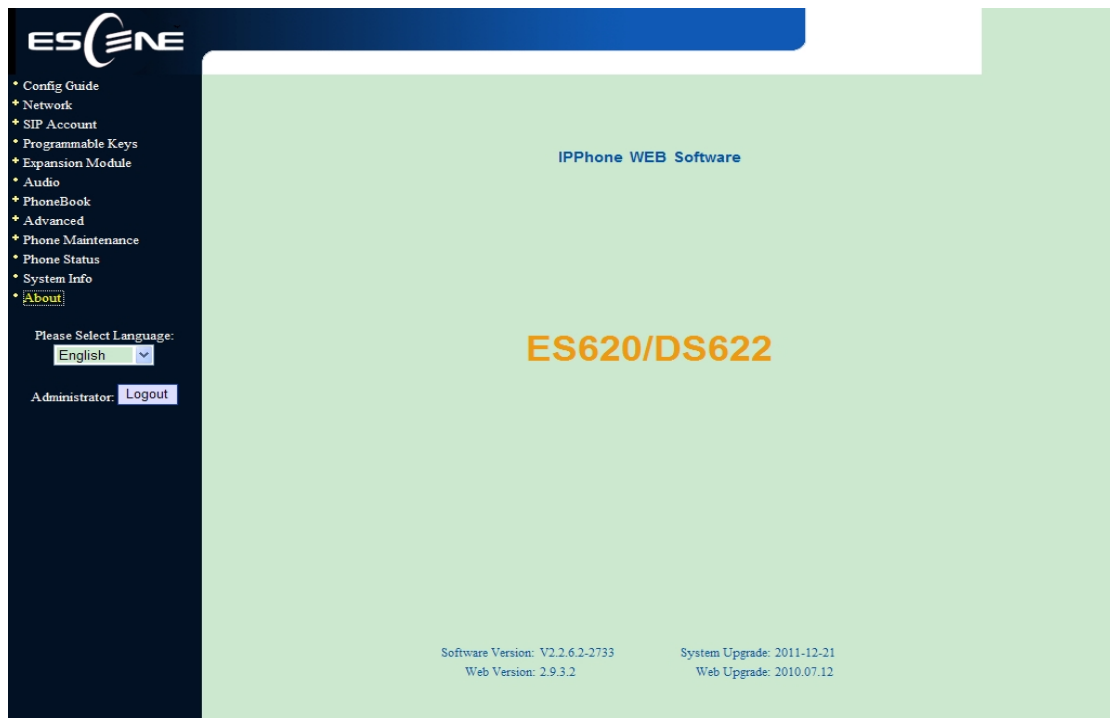 ESCENE
Config Guide
Network
SIP Account
Programmable Keys
Expansion Module
Audio
PhoneBook
Advanced
Phone Maintenance
Phone Status
System Info
About
Please Select Language:
English
Administrator: Logout
IPPhone WEB Software
ES620/DS622
Software Version: V2.2.6.2-2733 System Upgrade: 2011-12-21
Web Version: 2.9.3.2 Web Upgrade: 2010.07.12